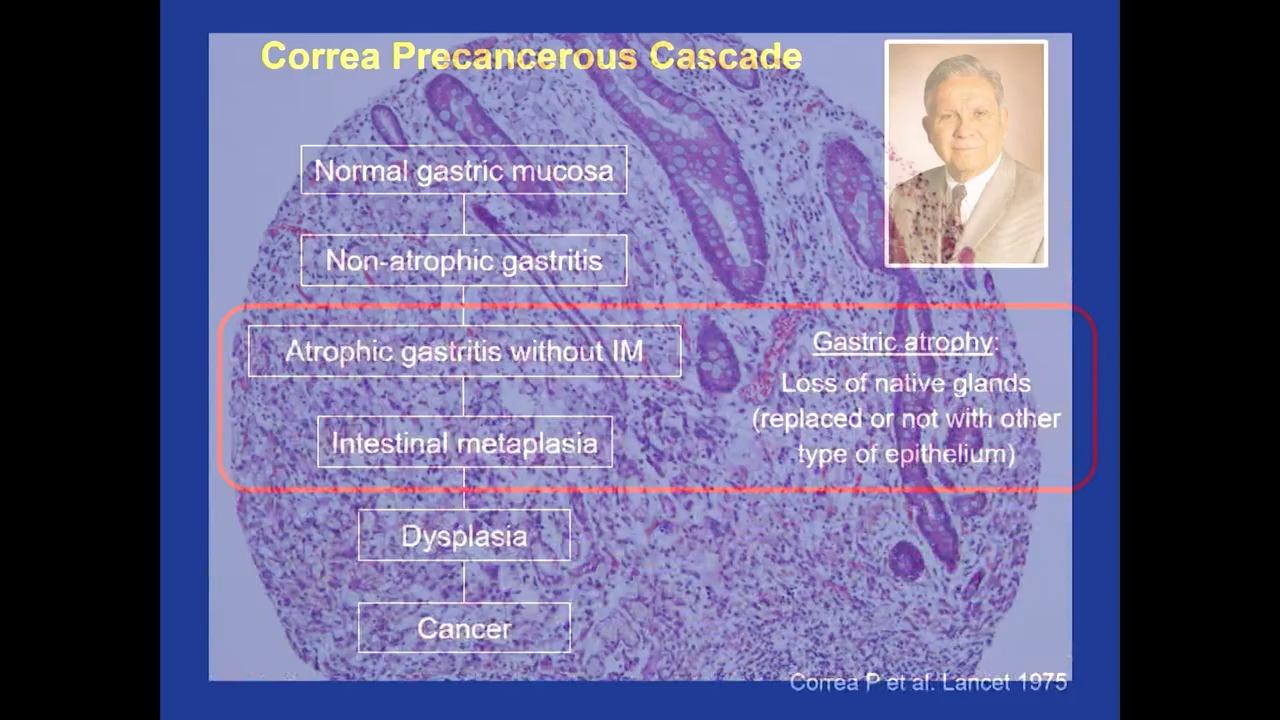 Correa Precancerous Cascade
Normal gastric mucosa
Non-atrophic gastritis
Atrophic gastritis without IM
Intestinal metaplasia
Dysplasia
Cancer
Gastric atrophy:
Loss of native glands
(replaced or not with other
type of epithelium)
Correa P et al. Lancet 1975